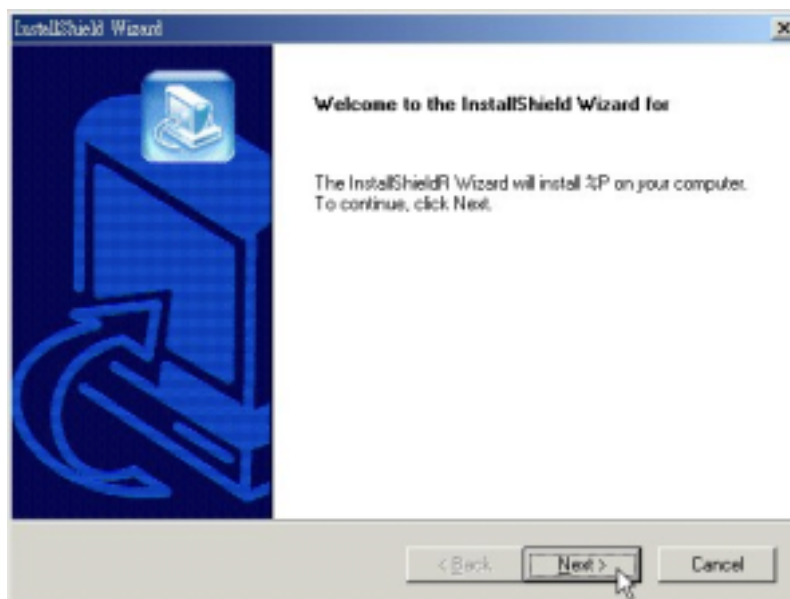 InstallShield Wizard
Welcome to the InstallShield Wizard for
The InstallShieldR Wizard will install %P on your computer.
To continue, click Next.
< Back
Next >
Cancel